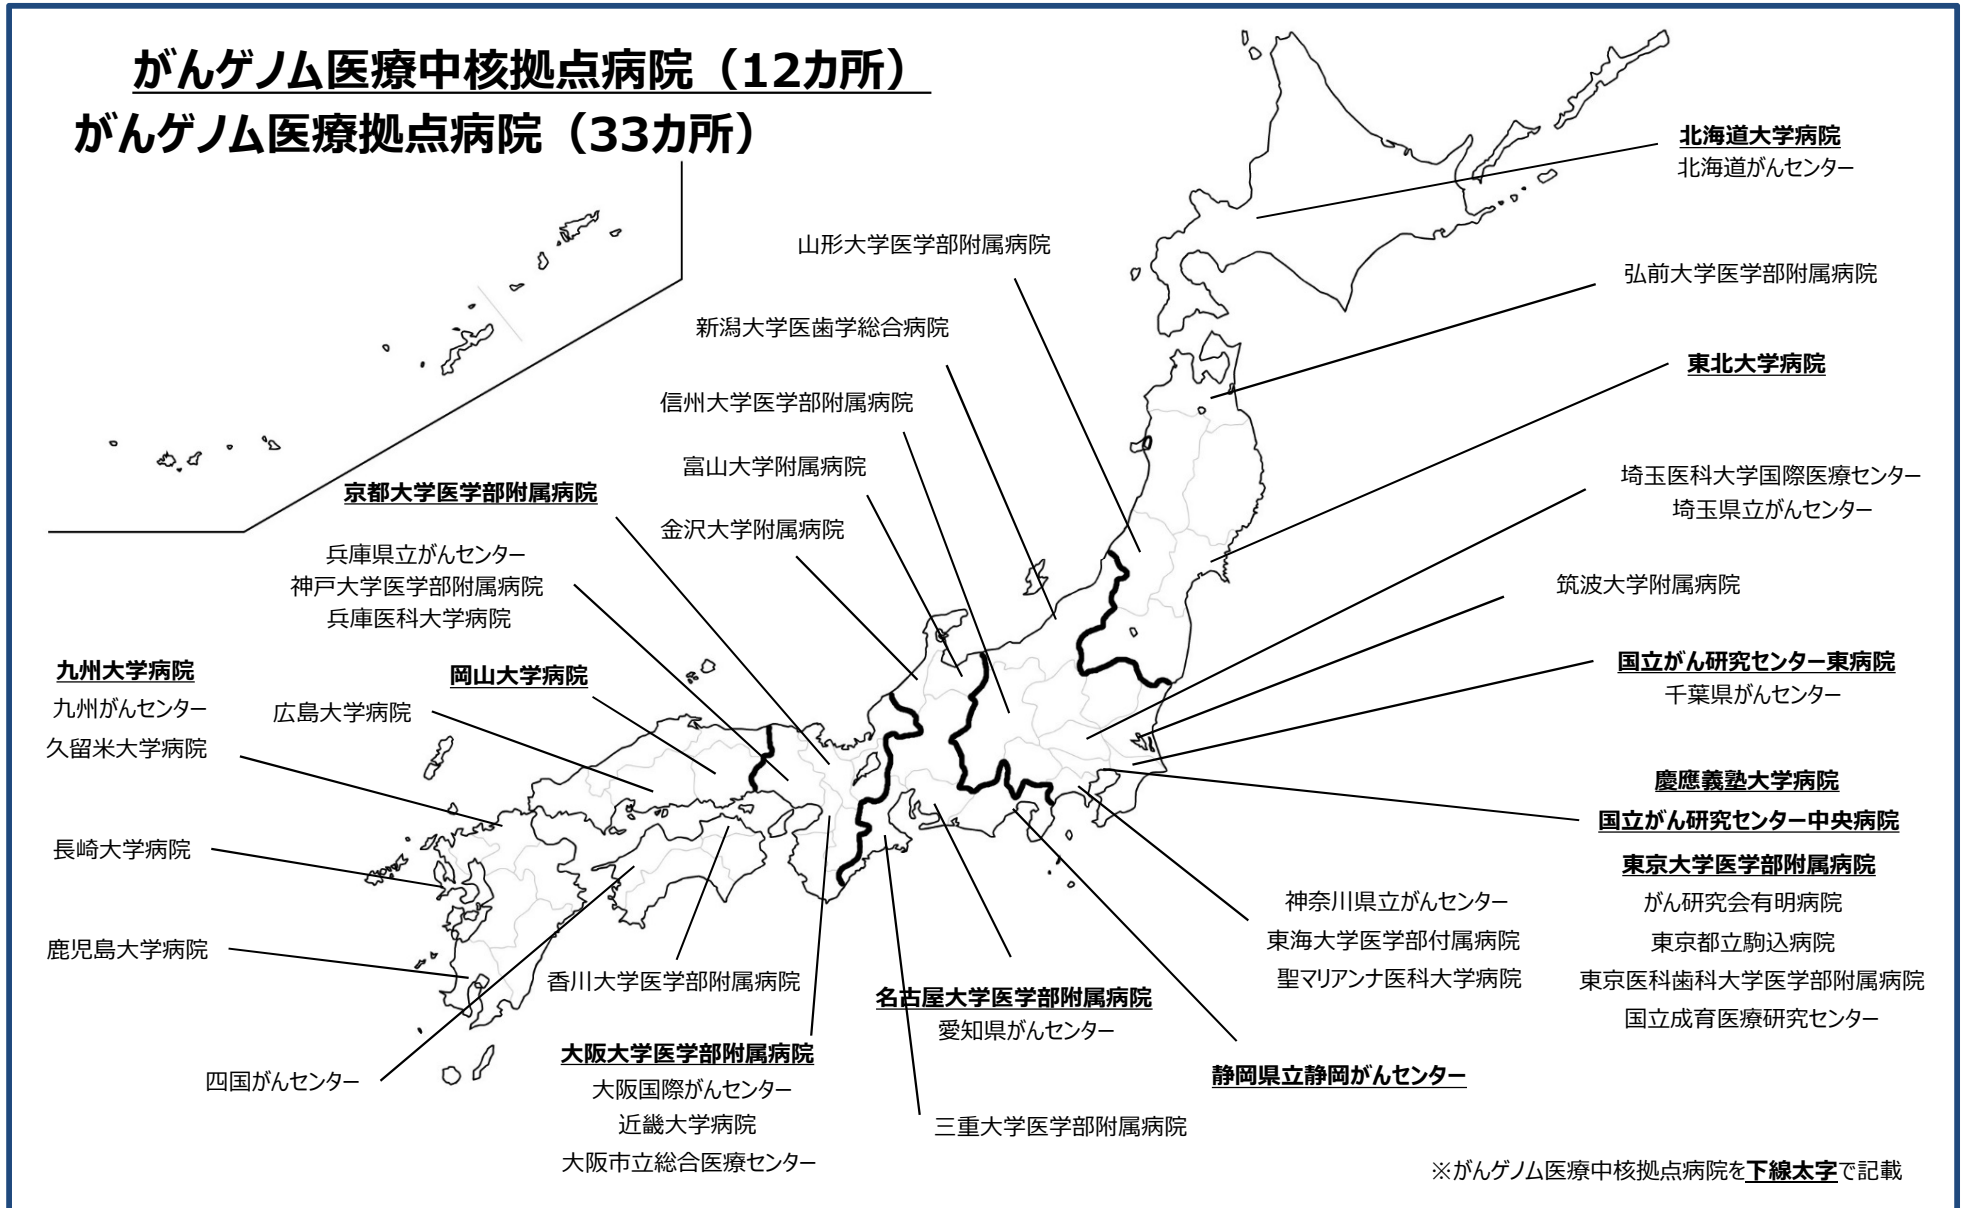 がんゲノム医療中核拠点病院（12カ所）
がんゲノム医療拠点病院（33カ所）
北海道大学病院
北海道がんセンター
山形大学医学部附属病院
弘前大学医学部附属病院
新潟大学医歯学総合病院
東北大学病院
信州大学医学部附属病院
富山大学附属病院
埼玉医科大学国際医療センター
埼玉県立がんセンター
京都大学医学部附属病院
金沢大学附属病院
兵庫県立がんセンター
神戸大学医学部附属病院
兵庫医科大学病院
筑波大学附属病院
九州大学病院
九州がんセンター
久留米大学病院
岡山大学病院
広島大学病院
国立がん研究センター東病院
千葉県がんセンター
慶應義塾大学病院
国立がん研究センター中央病院
東京大学医学部附属病院
がん研究会有明病院
東京都立駒込病院
東京医科歯科大学医学部附属病院
国立成育医療研究センター
長崎大学病院
鹿児島大学病院
神奈川県立がんセンター
東海大学医学部付属病院
聖マリアンナ医科大学病院
香川大学医学部附属病院
名古屋大学医学部附属病院
愛知県がんセンター
四国がんセンター
大阪大学医学部附属病院
大阪国際がんセンター
近畿大学病院
大阪市立総合医療センター
静岡県立静岡がんセンター
三重大学医学部附属病院
※がんゲノム医療中核拠点病院を下線太字で記載